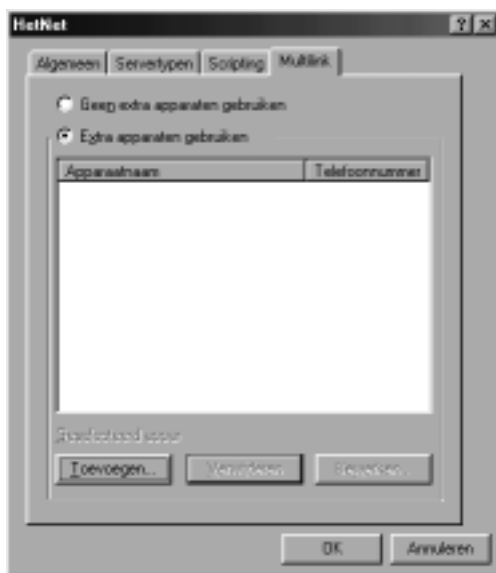 HetNet
Algemeen Servertypen Scripting Multilink
Geen extra apparaten gebruiken
Extra apparaten gebruiken
Apparaatnaam Telefoonnummer
Toevoegen... Verwijderen Bewerken...
OK Annuleren